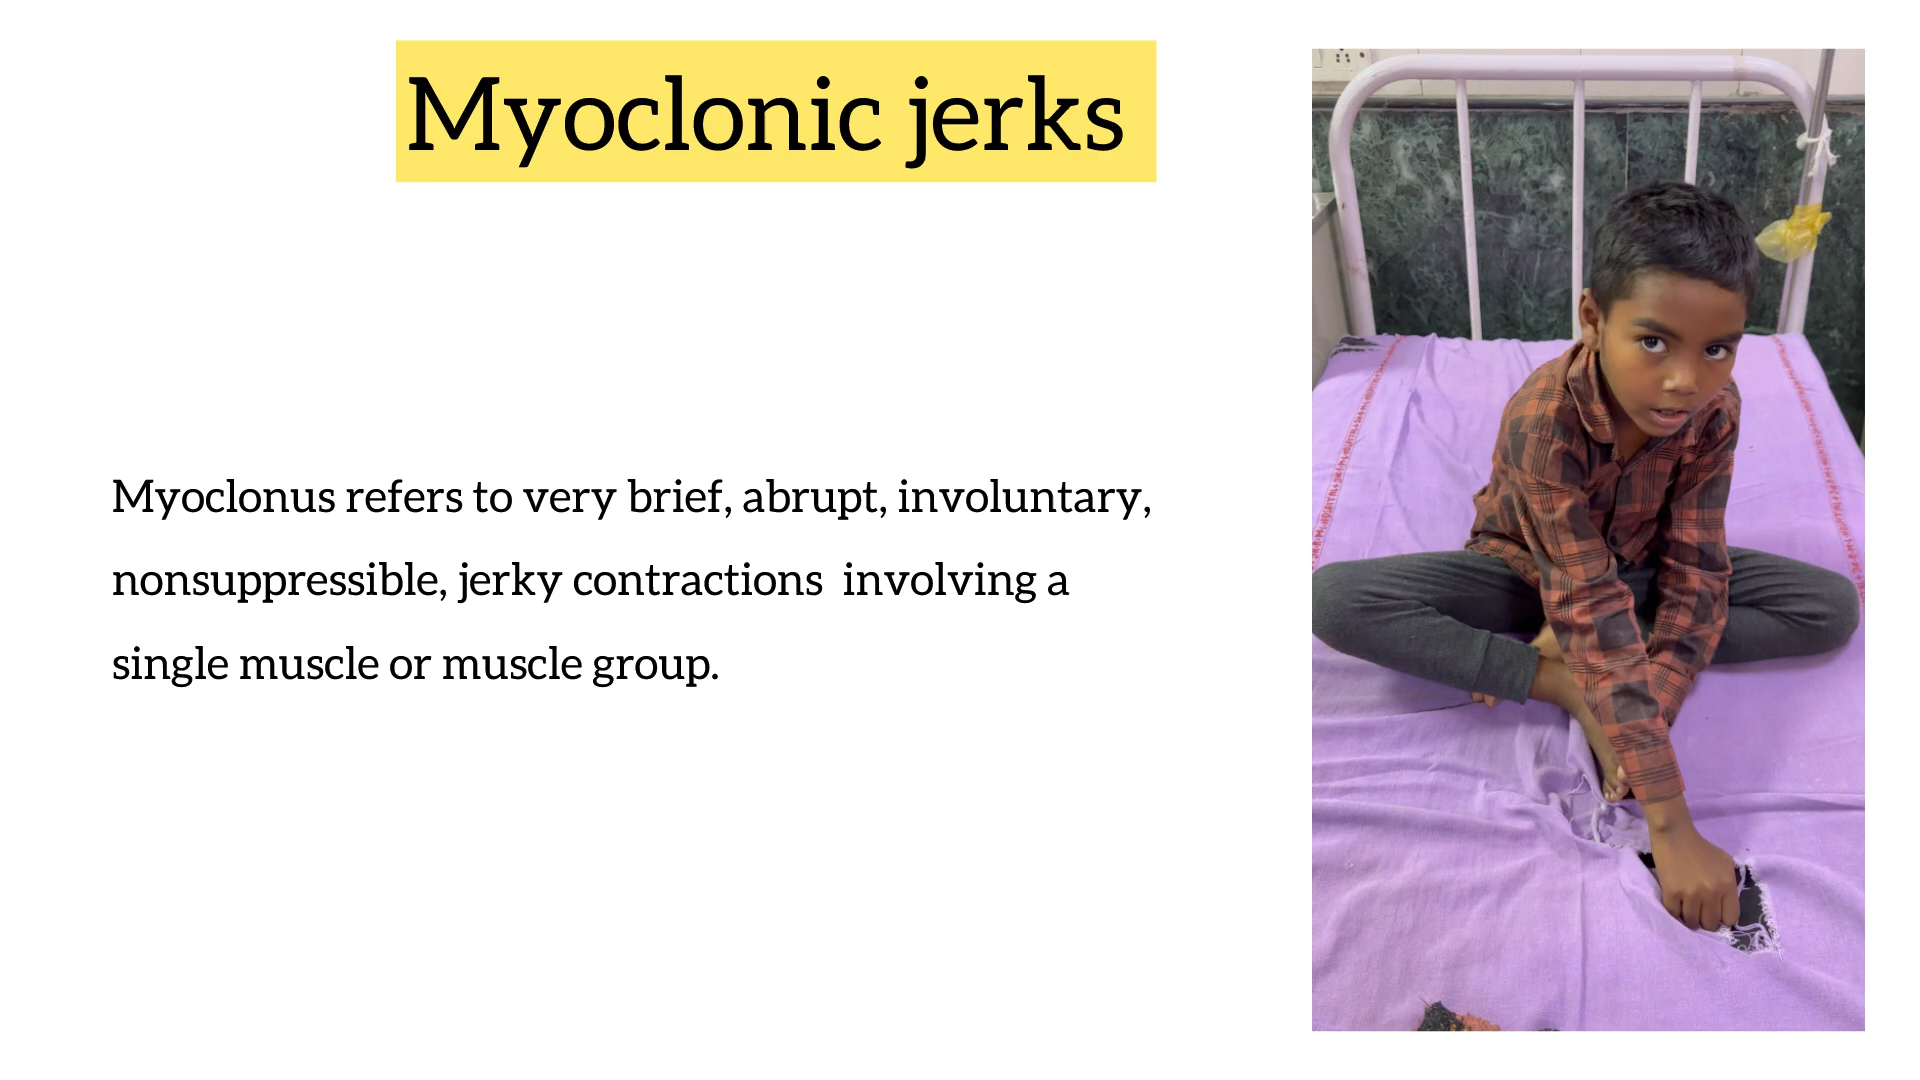 Myoclonic jerks
Myoclonus refers to very brief, abrupt, involuntary,
nonsuppressible, jerky contractions  involving a
single muscle or muscle group.